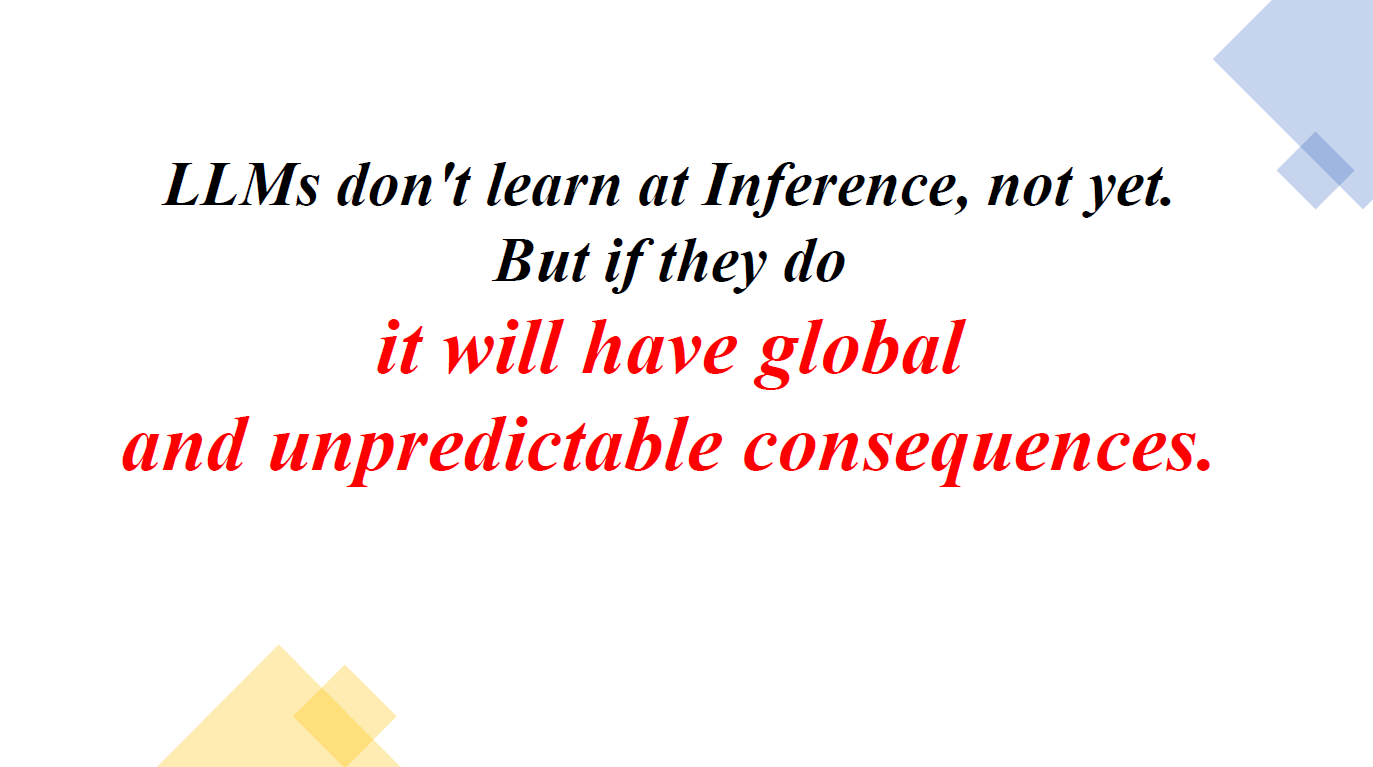 LLMs don't learn at Inference, not yet.
But if they do
it will have global
and unpredictable consequences.